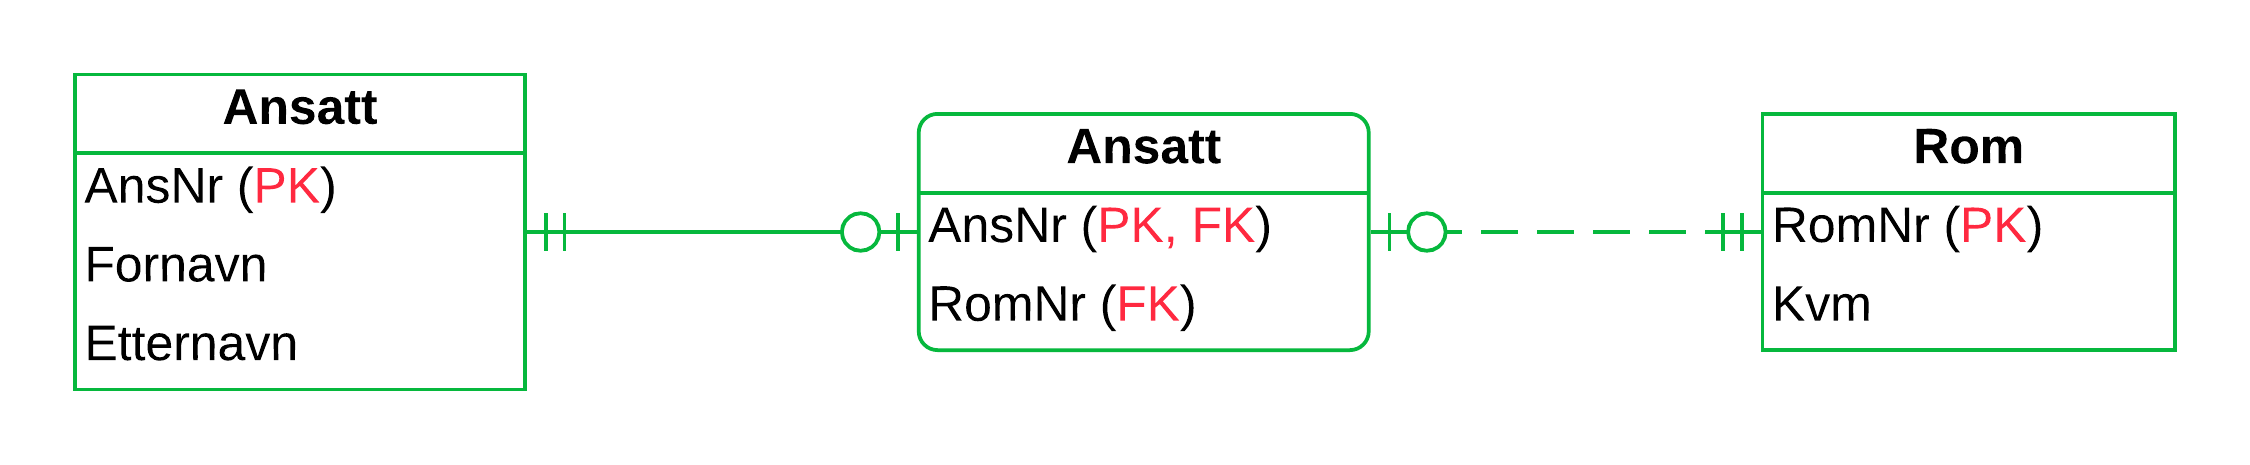 Ansatt
AnsNr (PK)
Fornavn
Etternavn
Ansatt
AnsNr (PK, FK)
RomNr (FK)
Rom
RomNr (PK)
Kvm